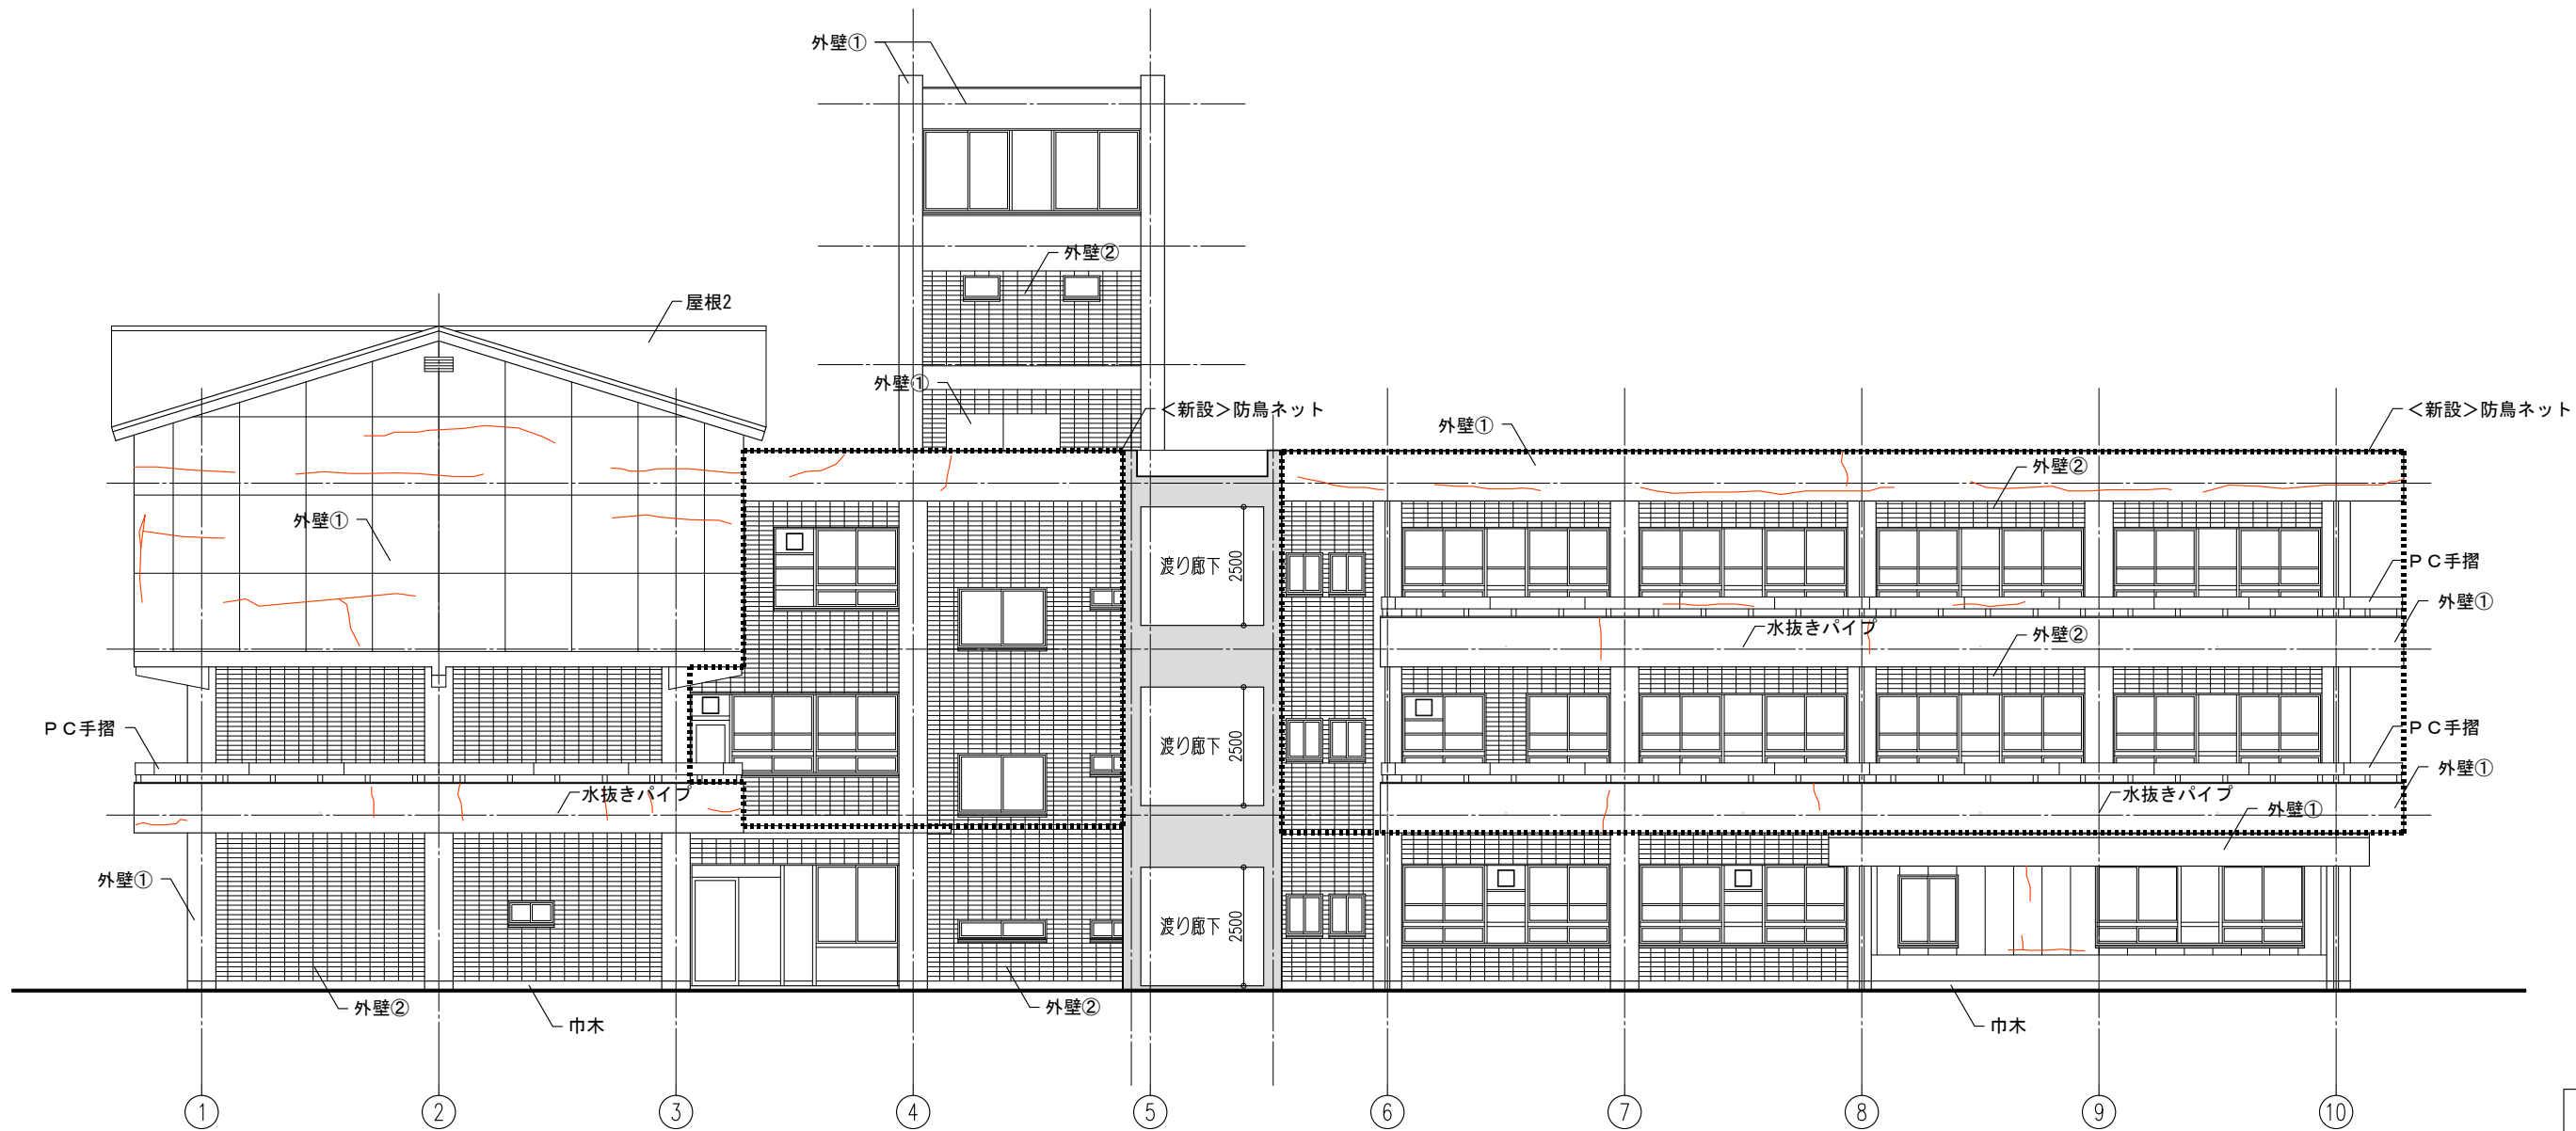 外壁①
外壁②
屋根2
外壁①
<新設>防鳥ネット
外壁①
<新設>防鳥ネット
外壁②
外壁①
渡り廊下 2500
PC手摺
外壁①
水抜きパイプ
外壁②
PC手摺
渡り廊下 2500
PC手摺
外壁①
水抜きパイプ
水抜きパイプ
外壁①
外壁①
渡り廊下 2500
外壁②
外壁②
巾木
巾木
1 2 3 4 5 6 7 8 9 10